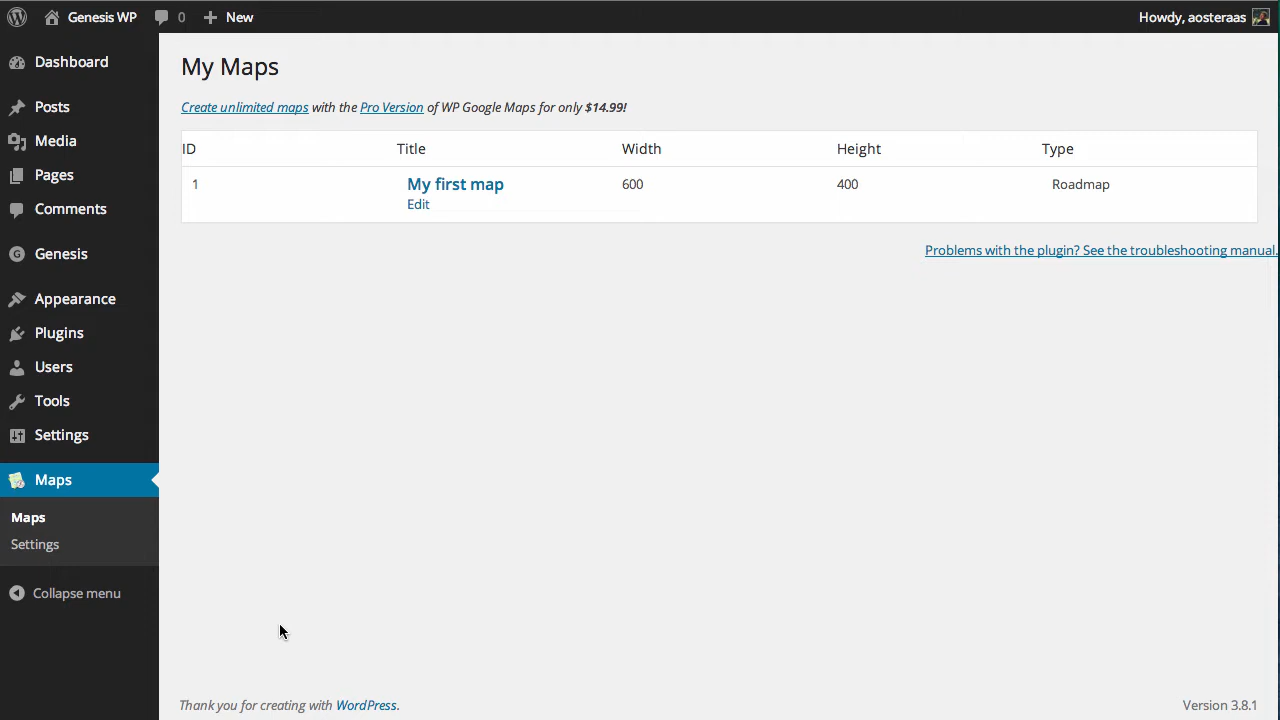 Genesis WP 0 New Howdy, aosteraas
Dashboard
Posts
Media
Pages
Comments
Genesis
Appearance
Plugins
Users
Tools
Settings
Maps
Maps
Settings
Collapse menu
My Maps
Create unlimited maps with the Pro Version of WP Google Maps for only $14.99!
ID Title Width Height Type
1 My first map 600 400 Roadmap
Edit
Problems with the plugin? See the troubleshooting manual.
Thank you for creating with WordPress. Version 3.8.1